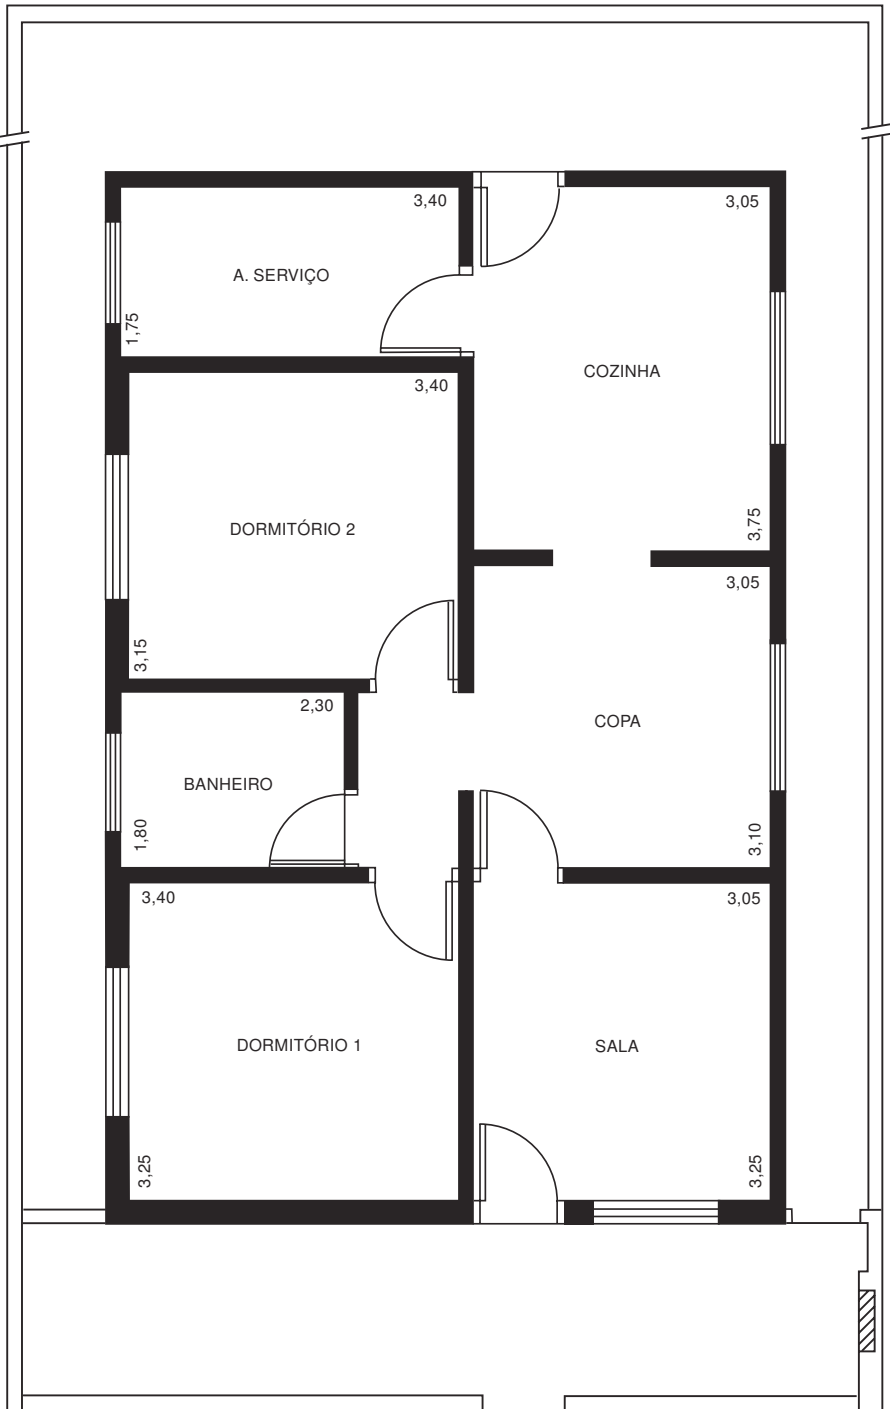 3,40
3,05
A. SERVIÇO
1,75
COZINHA
3,40
3,75
DORMITÓRIO 2
3,05
3,15
2,30
COPA
BANHEIRO
1,80
3,10
3,40
3,05
DORMITÓRIO 1
SALA
3,25
3,25